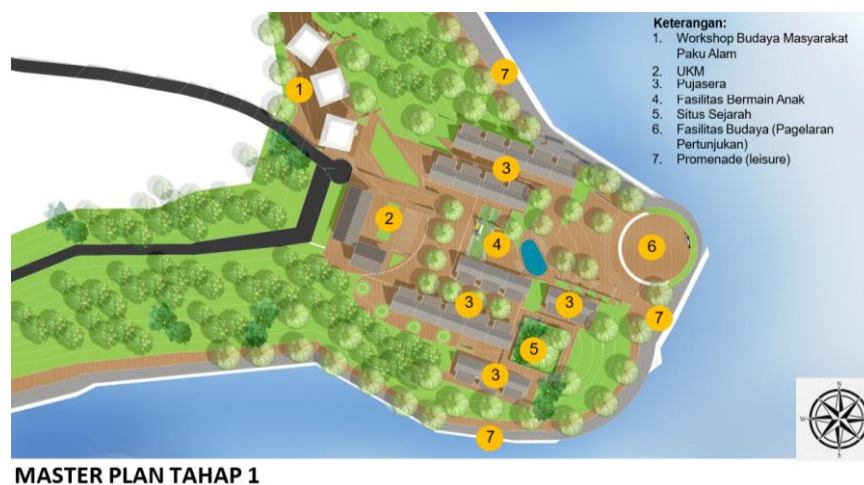 Keterangan:
1. Workshop Budaya Masyarakat
Paku Alam
2. UKM
3. Pujasera
4. Fasilitas Bermain Anak
5. Situs Sejarah
6. Fasilitas Budaya (Pagelaran
Pertunjukan)
7. Promenade (leisure)
7
1
3
2
4
6
3
3
7
5
3
7
N
W
E
S
MASTER PLAN TAHAP 1